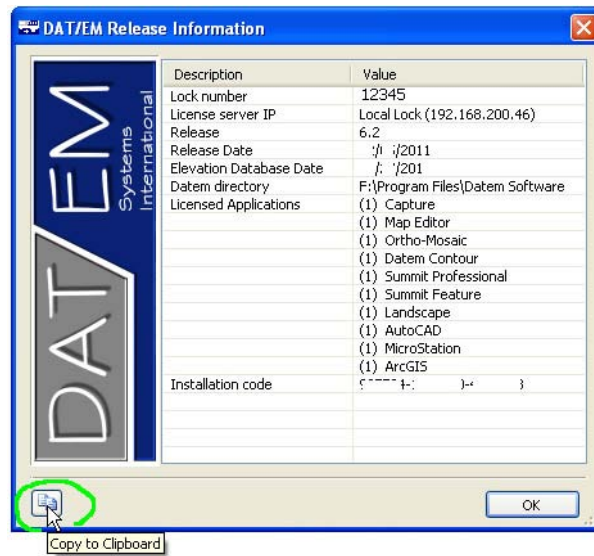 DAT/EM Release Information
DAT/EM
Systems
International
Description Value
Lock number 12345
License server IP Local Lock (192.168.200.46)
Release 6.2
Release Date /2011
Elevation Database Date
Datem directory F:\Program Files\Datem Software
Licensed Applications (1) Capture
(1) Map Editor
(1) Ortho-Mosaic
(1) Datem Contour
(1) Summit Professional
(1) Summit Feature
(1) Landscape
(1) AutoCAD
(1) MicroStation
(1) ArcGIS
Installation code
OK
Copy to Clipboard